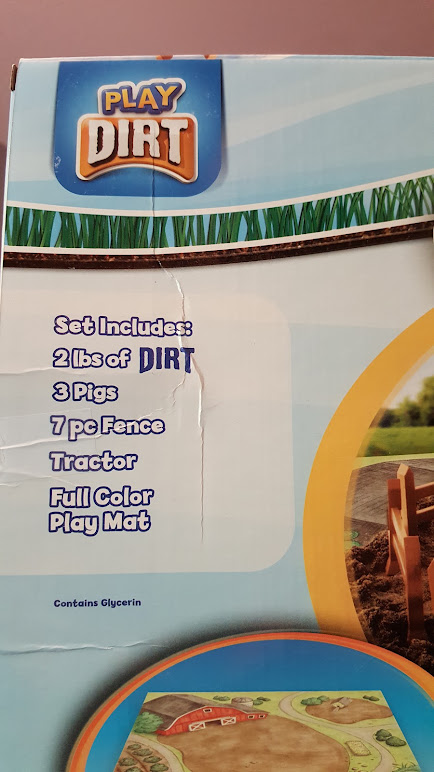 PLAY
DIRT
Set Includes:
2 lbs of DIRT
3 Pigs
7 pc Fence
Tractor
Full Color
Play Mat
Contains Glycerin